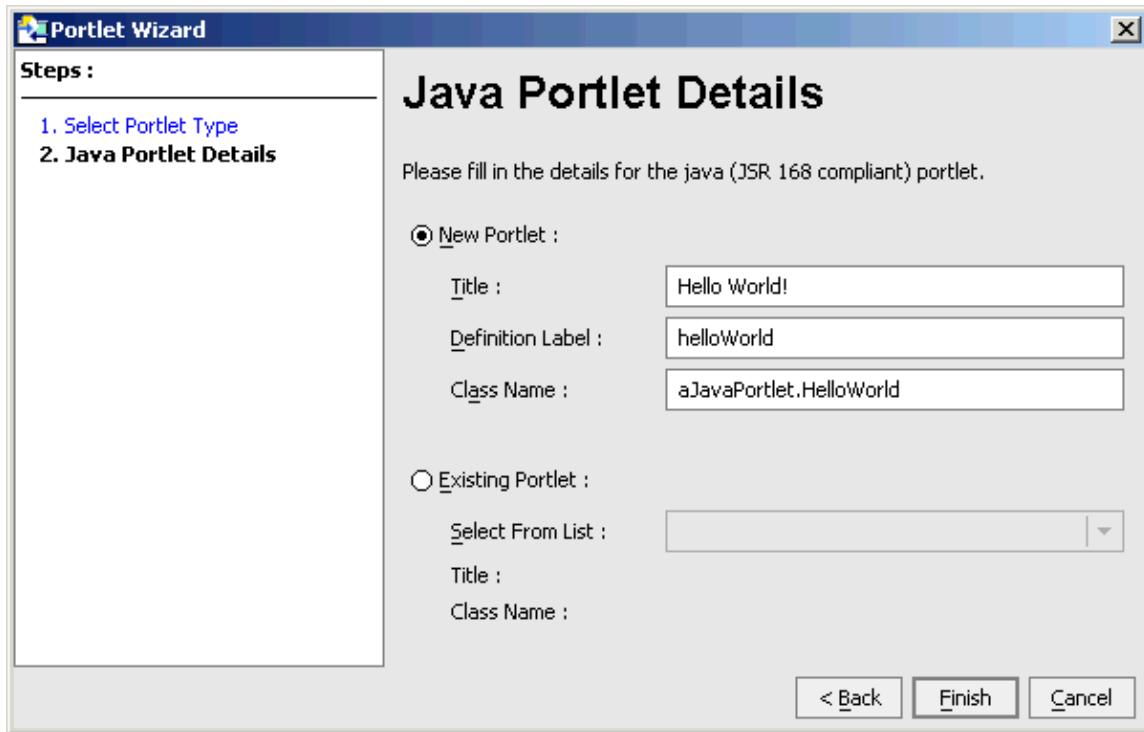 Portlet Wizard
Steps :
1. Select Portlet Type
2. Java Portlet Details
Java Portlet Details
Please fill in the details for the java (JSR 168 compliant) portlet.
New Portlet :
Title : Hello World!
Definition Label : helloWorld
Class Name : aJavaPortlet.HelloWorld
Existing Portlet :
Select From List :
Title :
Class Name :
< Back Finish Cancel